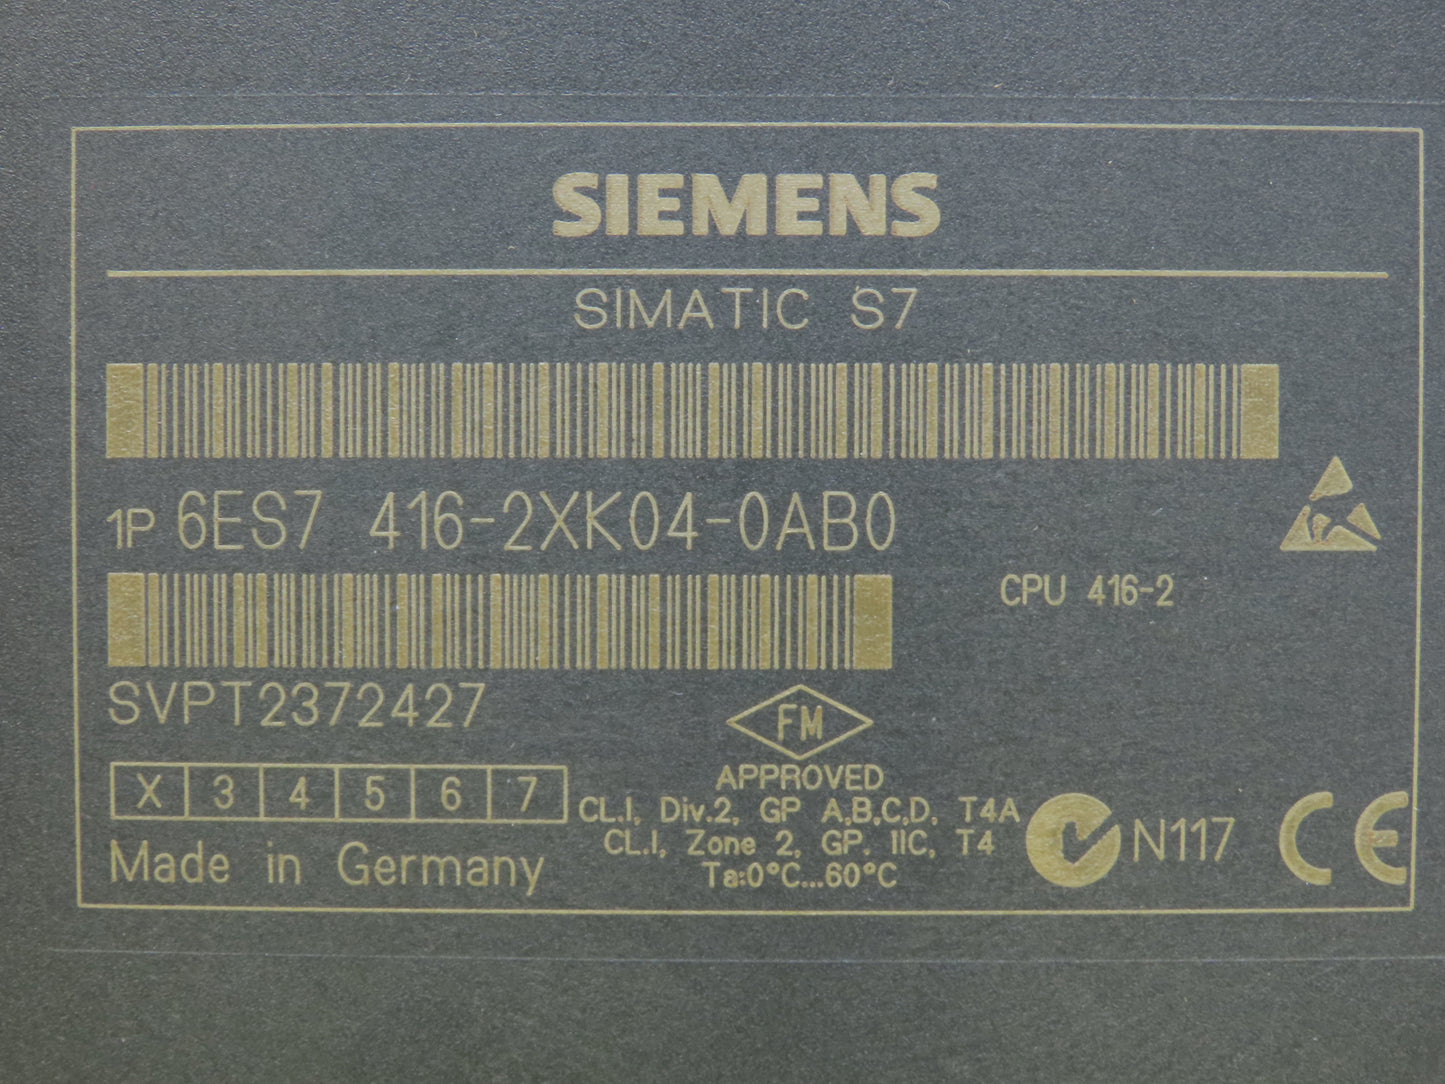 SIEMENS
SIMATIC S7
1P 6ES7 416-2XK04-0AB0
CPU 416-2
SVPT2372427
FM
APPROVED
X 3 4 5 6 7
CL.I, Div.2, GP A,B,C,D, T4A
CL.I, Zone 2, GP, IIC, T4
Ta:0°C...60°C
Made in Germany
N117
CE